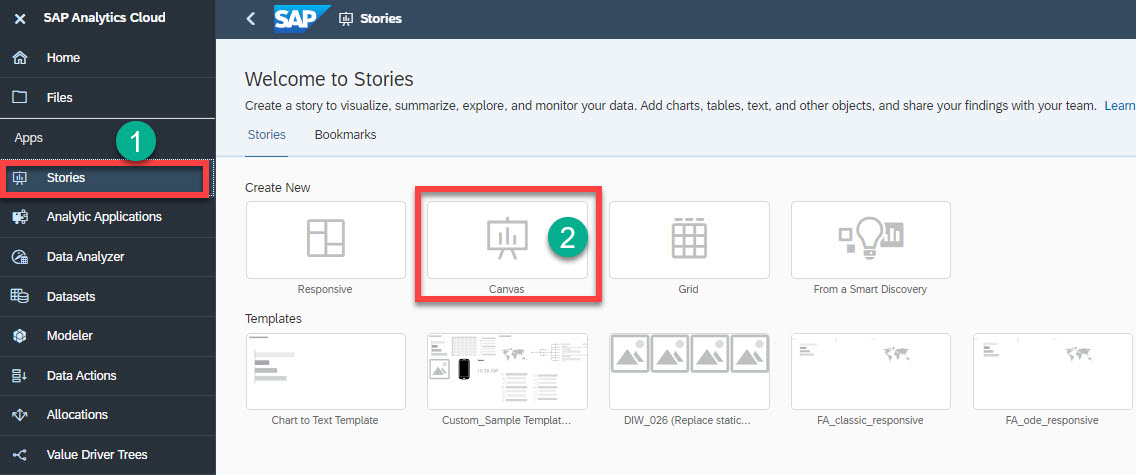 SAP Analytics Cloud
SAP Stories
Home
Files
Apps
1
Stories
Analytic Applications
Data Analyzer
Datasets
Modeler
Data Actions
Allocations
Value Driver Trees
Welcome to Stories
Create a story to visualize, summarize, explore, and monitor your data. Add charts, tables, text, and other objects, and share your findings with your team. Learn
Stories Bookmarks
Create New
2
Responsive Canvas Grid From a Smart Discovery
Templates
10:36 AM
Chart to Text Template Custom_Sample Templat... DIW_026 (Replace static... FA_classic_responsive FA_ode_responsive